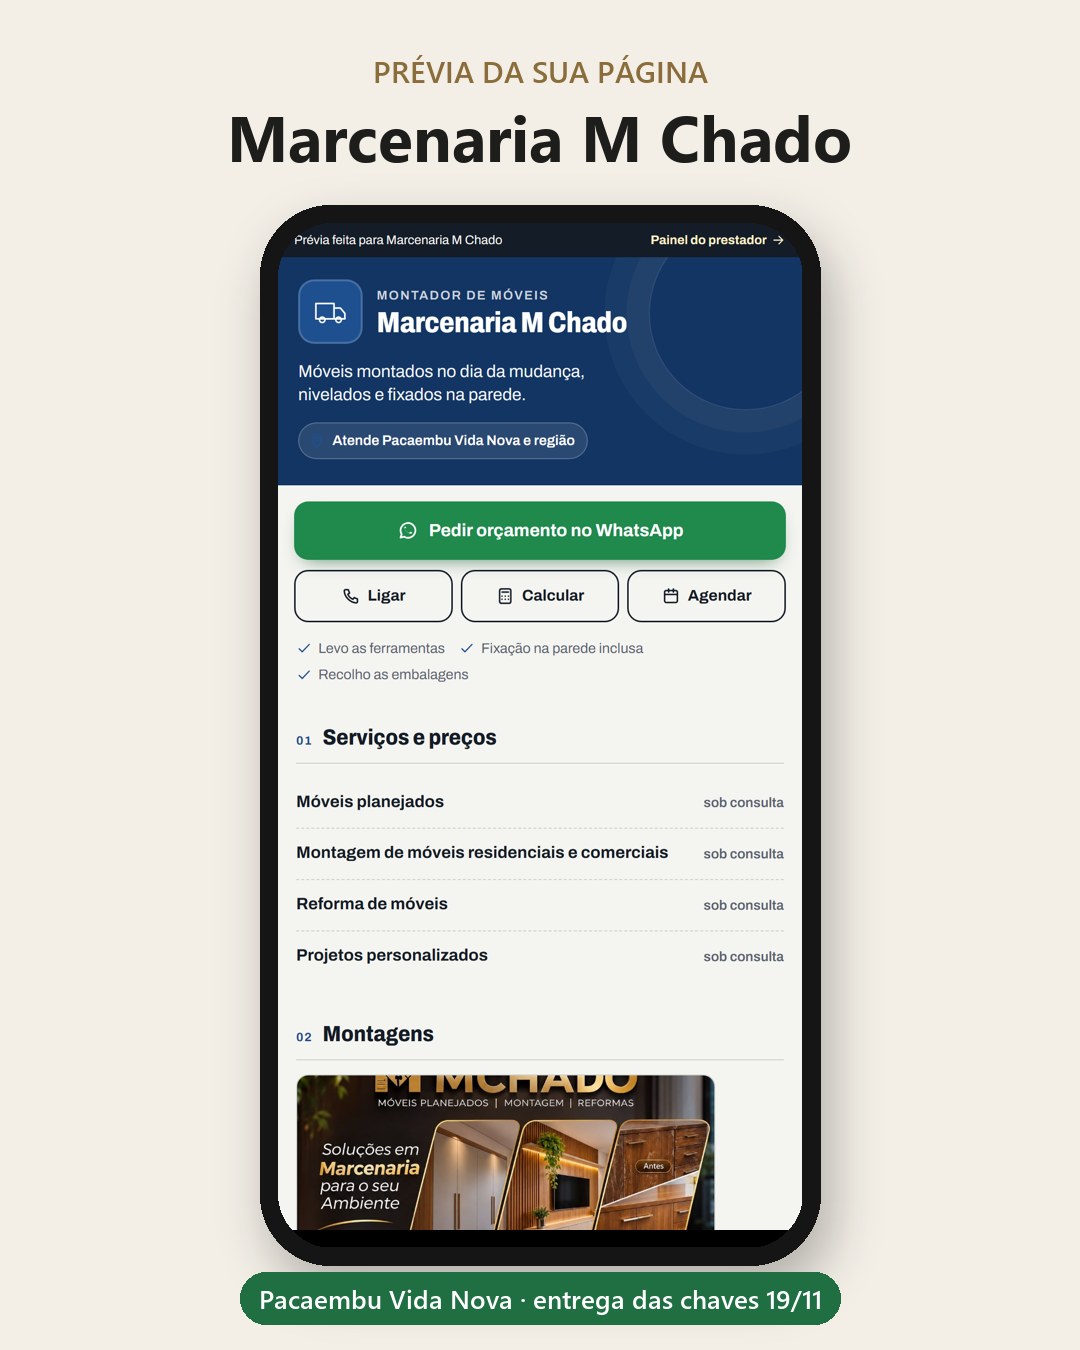 PRÉVIA DA SUA PÁGINA
Marcenaria M Chado
Prévia feita para Marcenaria M Chado
Painel do prestador →
MONTADOR DE MÓVEIS
Marcenaria M Chado
Móveis montados no dia da mudança,
nivelados e fixados na parede.
Atende Pacaembu Vida Nova e região
Pedir orçamento no WhatsApp
Ligar
Calcular
Agendar
Levo as ferramentas
Fixação na parede inclusa
Recolho as embalagens
01 Serviços e preços
Móveis planejados sob consulta
Montagem de móveis residenciais e comerciais sob consulta
Reforma de móveis sob consulta
Projetos personalizados sob consulta
02 Montagens
MCHADO
MÓVEIS PLANEJADOS | MONTAGEM | REFORMAS
Soluções em
Marcenaria
para o seu
Ambiente
Antes
Pacaembu Vida Nova · entrega das chaves 19/11